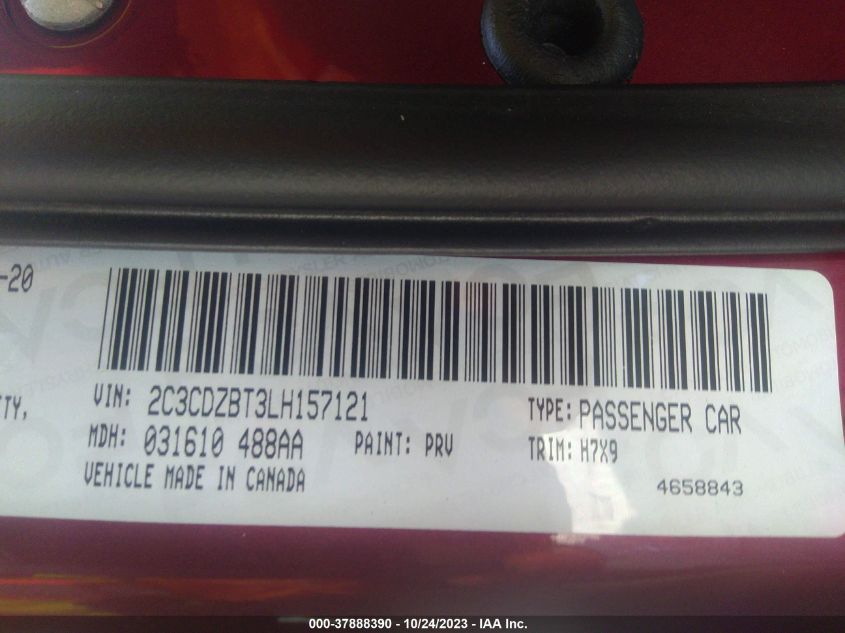 -20
VIN: 2C3CDZBT3LH157121
TYPE: PASSENGER CAR
ITY,
MDH: 031610 488AA
PAINT: PRV
TRIM: H7X9
VEHICLE MADE IN CANADA
4658843
000-37888390 - 10/24/2023 - IAA Inc.